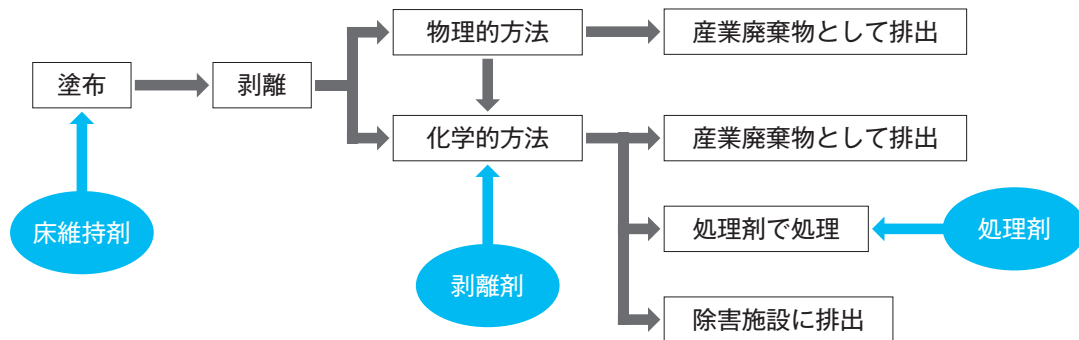 物理的方法
産業廃棄物として排出
塗布
剥離
化学的方法
産業廃棄物として排出
床維持剤
処理剤で処理
処理剤
剥離剤
除害施設に排出